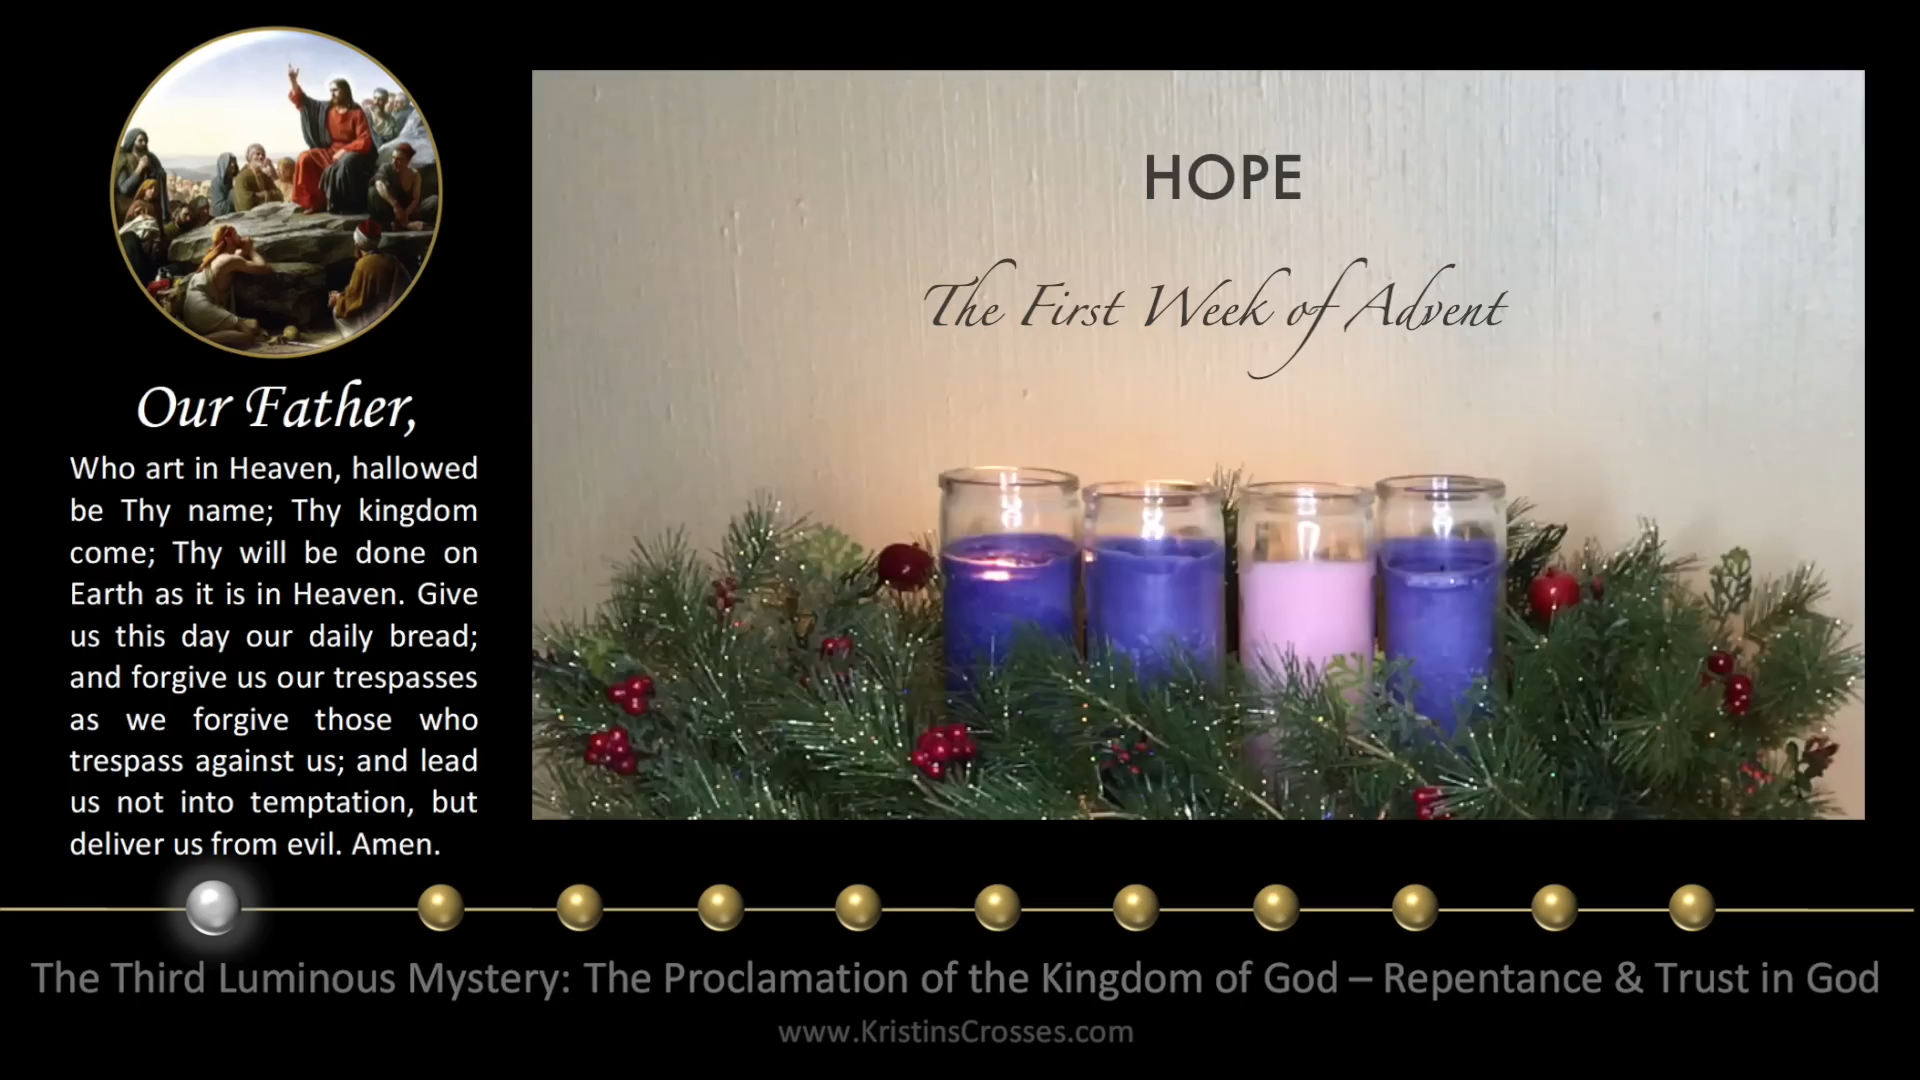 HOPE
The First Week of Advent
Our Father,
Who art in Heaven, hallowed
be Thy name; Thy kingdom
come; Thy will be done on
Earth as it is in Heaven. Give
us this day our daily bread;
and forgive us our trespasses
as we forgive those who
trespass against us; and lead
us not into temptation, but
deliver us from evil. Amen.
The Third Luminous Mystery: The Proclamation of the Kingdom of God – Repentance & Trust in God
www.KristinsCrosses.com